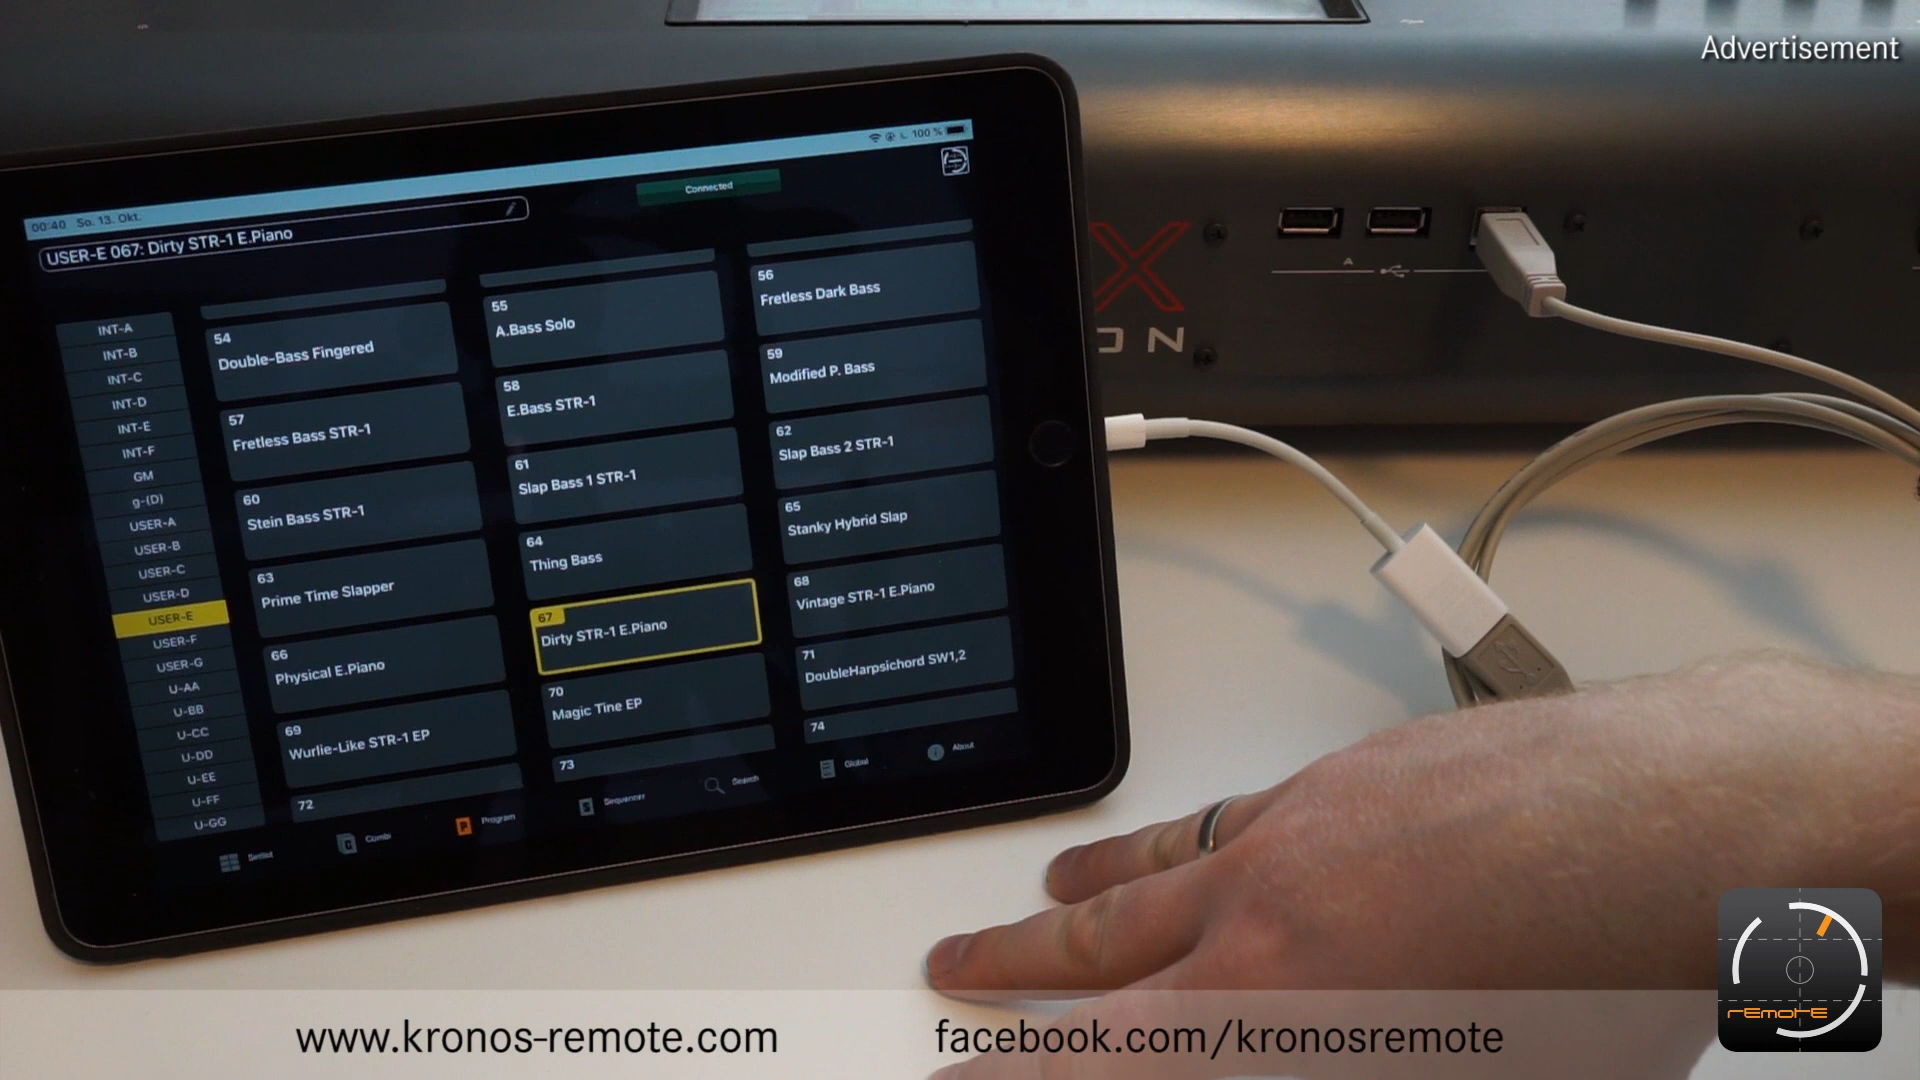 Advertisement
100 %
00:40 So. 13. Okt.
Connected
USER-E 067: Dirty STR-1 E.Piano
INT-A
INT-B
INT-C
INT-D
INT-E
INT-F
GM
g-(D)
USER-A
USER-B
USER-C
USER-D
USER-E
USER-F
USER-G
U-AA
U-BB
U-CC
U-DD
U-EE
U-FF
U-GG
54
Double-Bass Fingered
55
A.Bass Solo
56
Fretless Dark Bass
57
Fretless Bass STR-1
58
E.Bass STR-1
59
Modified P. Bass
60
Stein Bass STR-1
61
Slap Bass 1 STR-1
62
Slap Bass 2 STR-1
63
Prime Time Slapper
64
Thing Bass
65
Stanky Hybrid Slap
66
Physical E.Piano
67
Dirty STR-1 E.Piano
68
Vintage STR-1 E.Piano
69
Wurlie-Like STR-1 EP
70
Magic Tine EP
71
DoubleHarpsichord SW1,2
72
73
74
Setlist
Combi
Program
Sequencer
Search
Global
About
X
ON
A
www.kronos-remote.com
facebook.com/kronosremote
remote